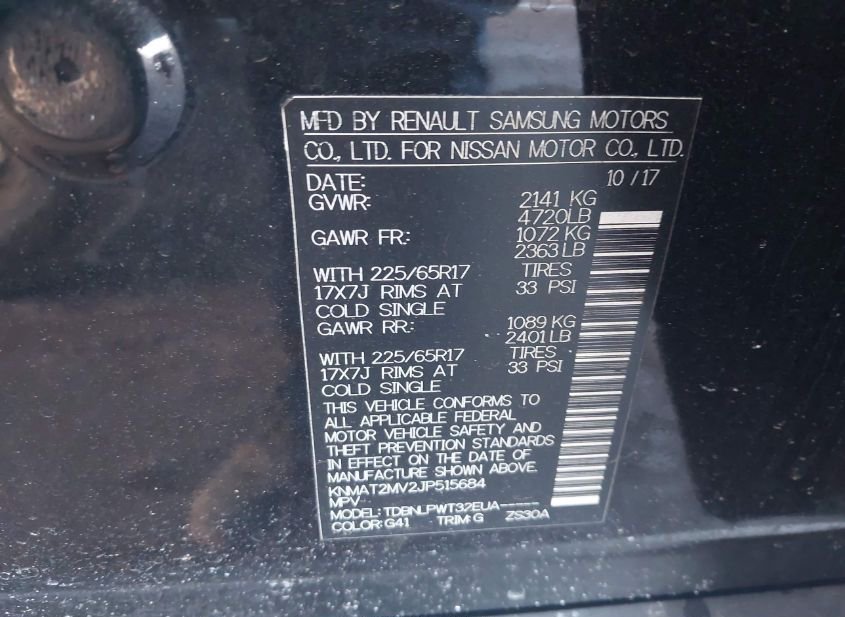 MFD BY RENAULT SAMSUNG MOTORS
CO., LTD. FOR NISSAN MOTOR CO., LTD.
DATE: 10/17
GVWR: 2141 KG
4720LB
GAWR FR: 1072 KG
2363LB
WITH 225/65R17 TIRES
17X7J RIMS AT 33 PSI
COLD SINGLE
GAWR RR: 1089 KG
2401LB
WITH 225/65R17 TIRES
17X7J RIMS AT 33 PSI
COLD SINGLE
THIS VEHICLE CONFORMS TO
ALL APPLICABLE FEDERAL
MOTOR VEHICLE SAFETY AND
THEFT PREVENTION STANDARDS
IN EFFECT ON THE DATE OF
MANUFACTURE SHOWN ABOVE.
KNMAT2MV2JP515684
MPV
MODEL: TDBNLPWT32EUA-----
COLOR:G41 TRIM:G ZS30A